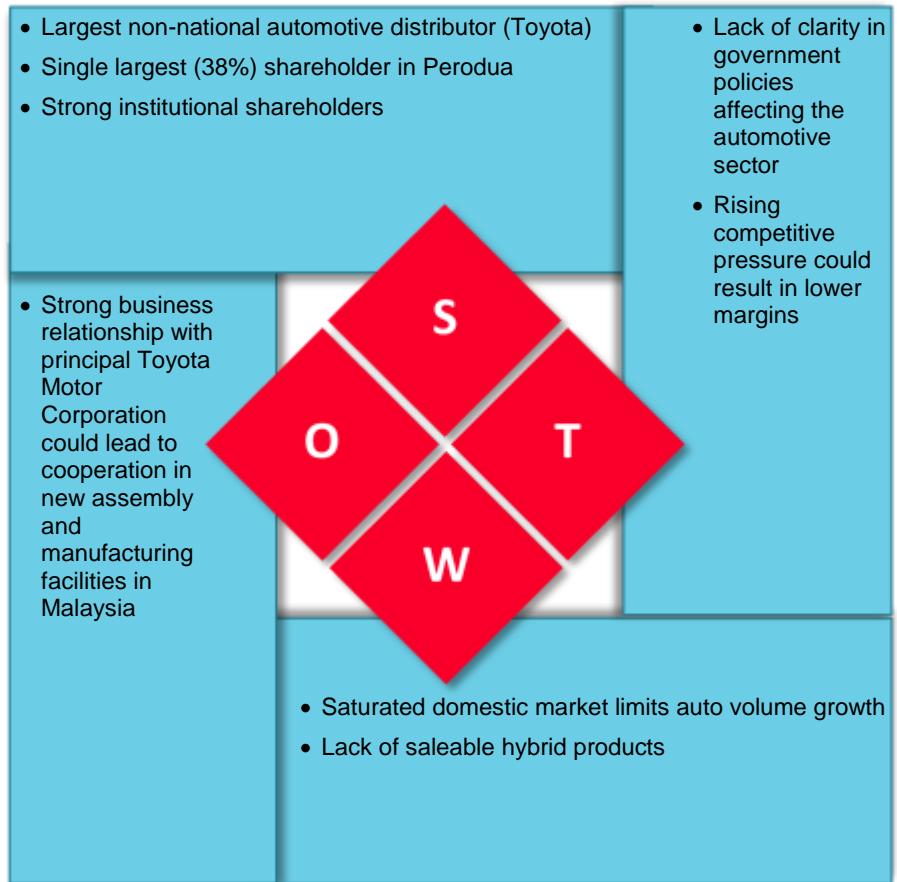 • Largest non-national automotive distributor (Toyota)
• Single largest (38%) shareholder in Perodua
• Strong institutional shareholders
• Lack of clarity in
government
policies
affecting the
automotive
sector
• Rising
competitive
pressure could
result in lower
margins
• Strong business
relationship with
principal Toyota
Motor
Corporation
could lead to
cooperation in
new assembly
and
manufacturing
facilities in
Malaysia
S
O
T
W
• Saturated domestic market limits auto volume growth
• Lack of saleable hybrid products